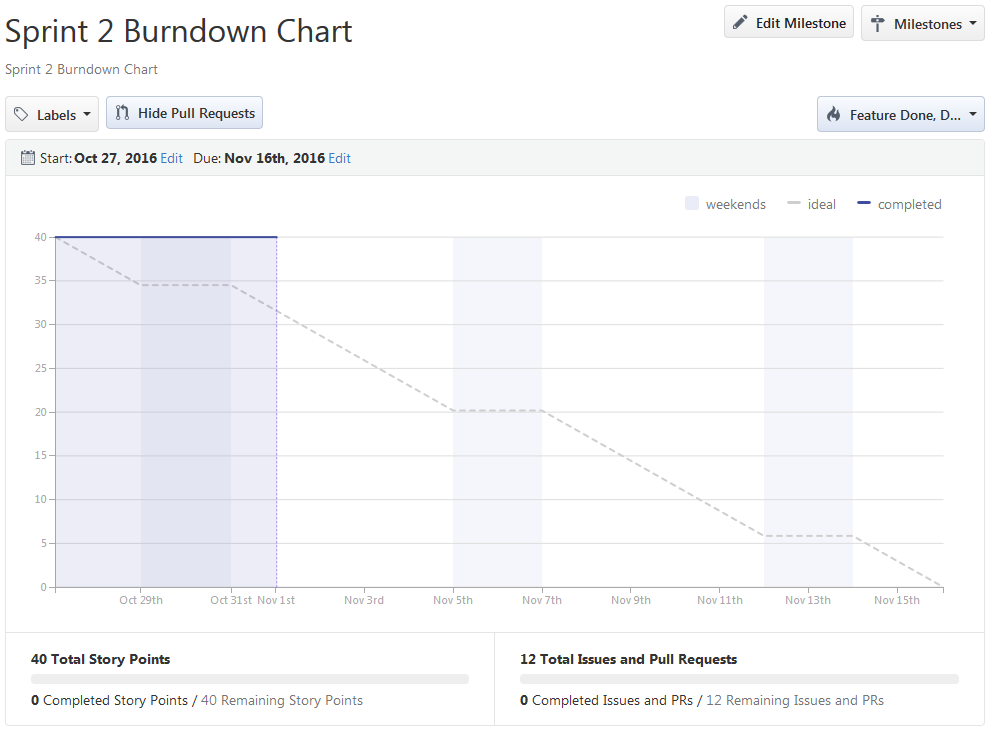 Sprint 2 Burndown Chart
Edit Milestone
Milestones
Sprint 2 Burndown Chart
Labels
Hide Pull Requests
Feature Done, D...
Start: Oct 27, 2016 Edit Due: Nov 16th, 2016 Edit
weekends ideal completed
40
35
30
25
20
15
10
5
0
Oct 29th Oct 31st Nov 1st Nov 3rd Nov 5th Nov 7th Nov 9th Nov 11th Nov 13th Nov 15th
40 Total Story Points
0 Completed Story Points / 40 Remaining Story Points
12 Total Issues and Pull Requests
0 Completed Issues and PRs / 12 Remaining Issues and PRs